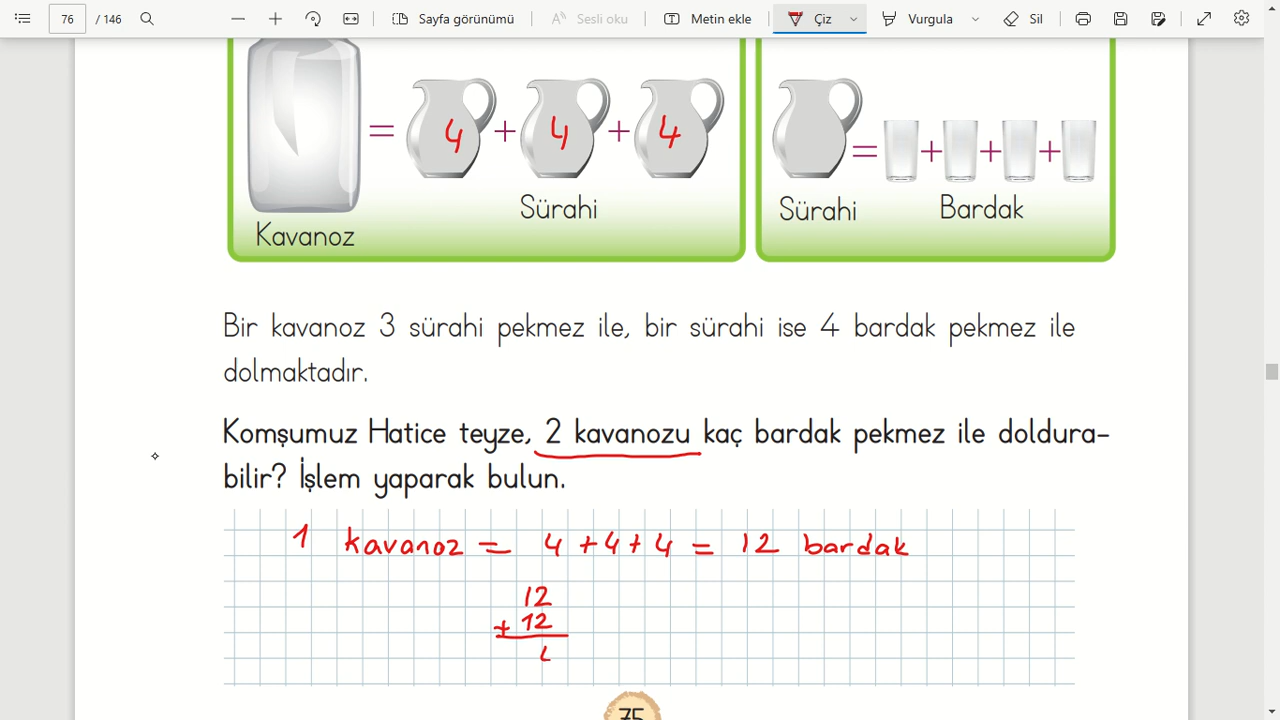 76 / 146 Sayfa görünümü Sesli oku Metin ekle Çiz Vurgula Sil
= 4 + 4 + 4
= + + +
Sürahi
Kavanoz
Sürahi Bardak
Bir kavanoz 3 sürahi pekmez ile, bir sürahi ise 4 bardak pekmez ile
dolmaktadır.
Komşumuz Hatice teyze, 2 kavanozu kaç bardak pekmez ile doldura-
bilir? İşlem yaparak bulun.
1 kavanoz = 4 + 4 + 4 = 12 bardak
12
+ 12
75